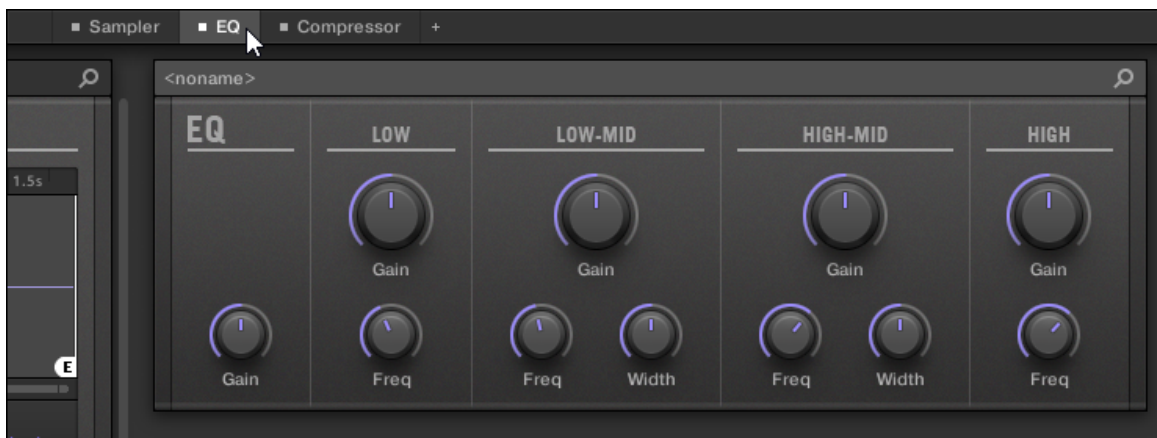 Sampler EQ Compressor +
<noname>
EQ LOW LOW-MID HIGH-MID HIGH
1.5s
Gain Gain Gain Gain
E
Gain Freq Freq Width Freq Width Freq